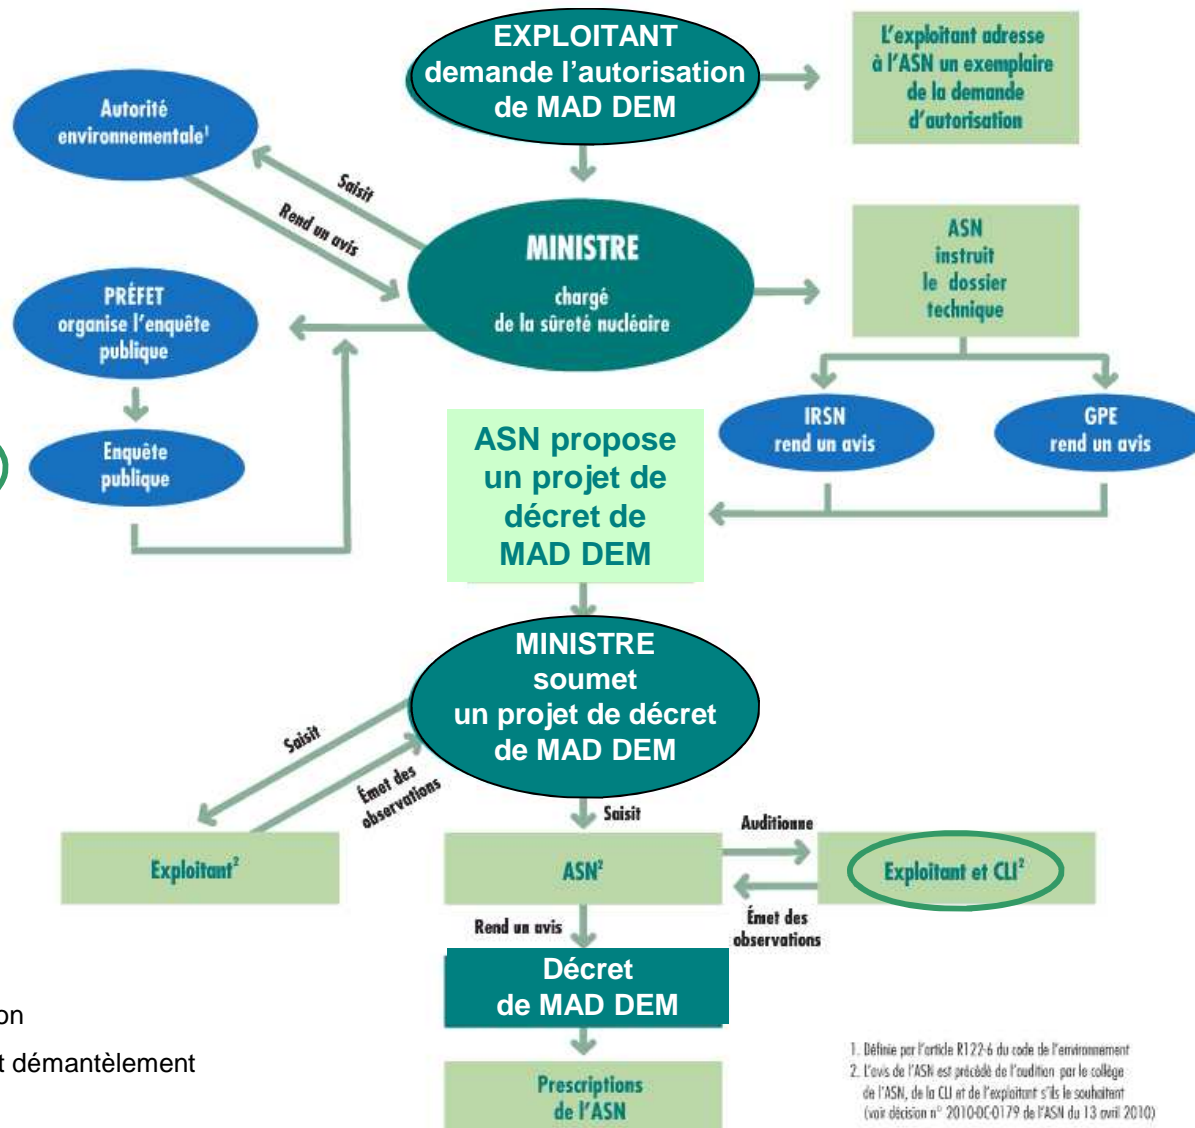 EXPLOITANT
demande l'autorisation
de MAD DEM
L'exploitant adresse
à l'ASN un exemplaire
de la demande
d'autorisation
Autorité
environnementale¹
Saisit
Rend un avis
MINISTRE
chargé
de la sûreté nucléaire
ASN
instruit
le dossier
technique
PRÉFET
organise l'enquête
publique
IRSN
rend un avis
GPE
rend un avis
Enquête
publique
ASN propose
un projet de
décret de
MAD DEM
MINISTRE
soumet
un projet de décret
de MAD DEM
Saisit
Émet des
observations
Saisit
Auditionne
Exploitant²
ASN²
Exploitant et CLI²
Émet des
observations
Rend un avis
Décret
de MAD DEM
on
t démantèlement
Prescriptions
de l'ASN
1. Définie par l'article R122-6 du code de l'environnement
2. L'avis de l'ASN est précédé de l'audition par le collège
de l'ASN, de la CLI et de l'exploitant s'ils le souhaitent
(voir décision n° 2010-DC-0179 de l'ASN du 13 avril 2010)